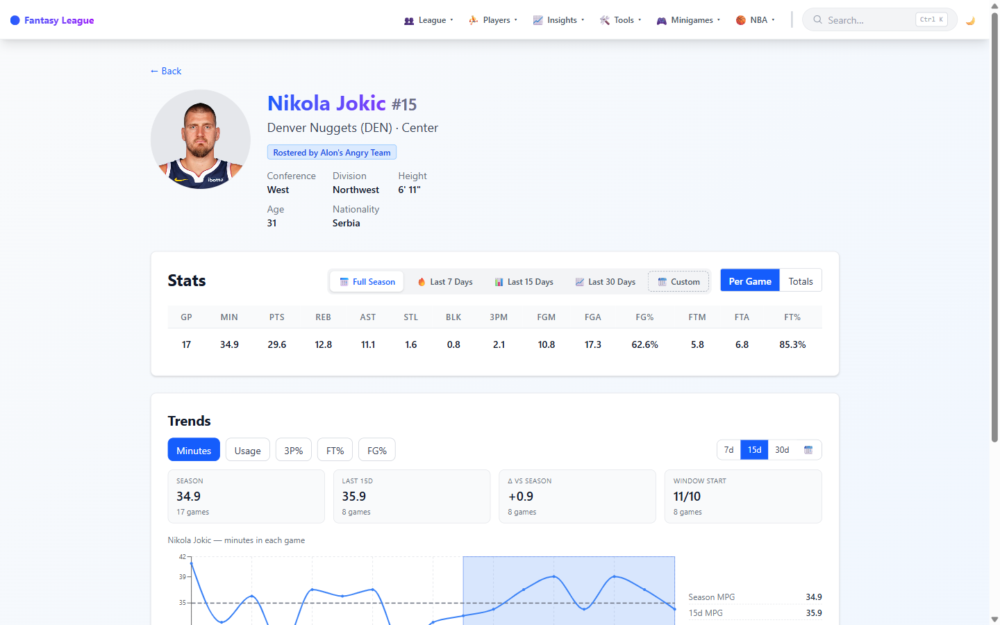 Fantasy League
League
Players
Insights
Tools
Minigames
NBA
Search...
Ctrl K
← Back
Nikola Jokic #15
Denver Nuggets (DEN) · Center
Rostered by Alon's Angry Team
Conference Division Height
West Northwest 6' 11"
Age Nationality
31 Serbia
ibotta
Stats
Full Season
Last 7 Days
Last 15 Days
Last 30 Days
Custom
Per Game
Totals
GP MIN PTS REB AST STL BLK 3PM FGM FGA FG% FTM FTA FT%
17 34.9 29.6 12.8 11.1 1.6 0.8 2.1 10.8 17.3 62.6% 5.8 6.8 85.3%
Trends
Minutes
Usage
3P%
FT%
FG%
7d
15d
30d
SEASON
34.9
17 games
LAST 15D
35.9
8 games
Δ VS SEASON
+0.9
8 games
WINDOW START
11/10
8 games
Nikola Jokic — minutes in each game
42
39
35
Season MPG 34.9
15d MPG 35.9